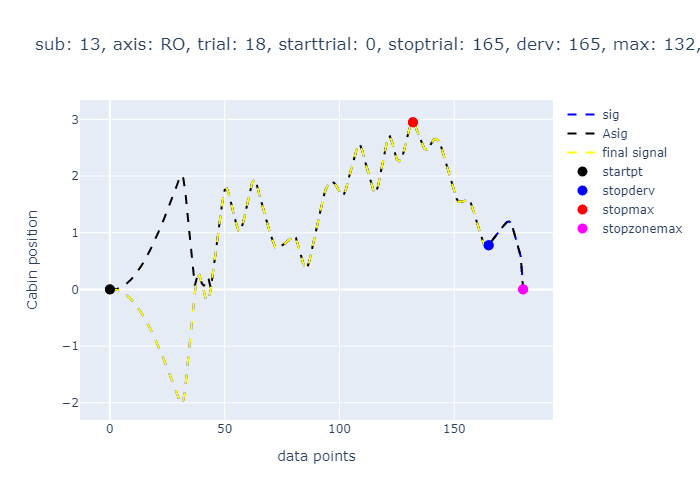 sub: 13, axis: RO, trial: 18, starttrial: 0, stoptrial: 165, derv: 165, max: 132,
sig
Asig
final signal
startpt
stopderv
stopmax
stopzonemax
Cabin position
3
2
1
0
−1
−2
0
50
100
150
data points